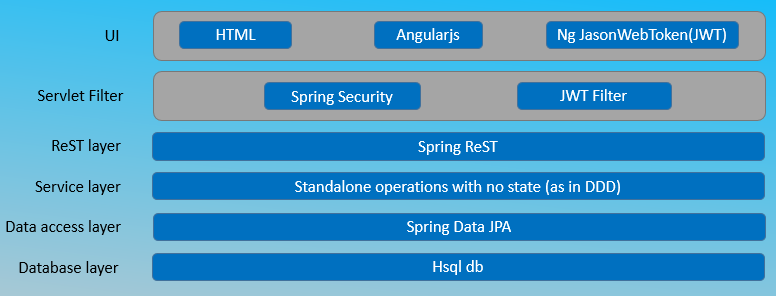 UI HTML Angularjs Ng JasonWebToken(JWT)
Servlet Filter Spring Security JWT Filter
ReST layer Spring ReST
Service layer Standalone operations with no state (as in DDD)
Data access layer Spring Data JPA
Database layer Hsql db